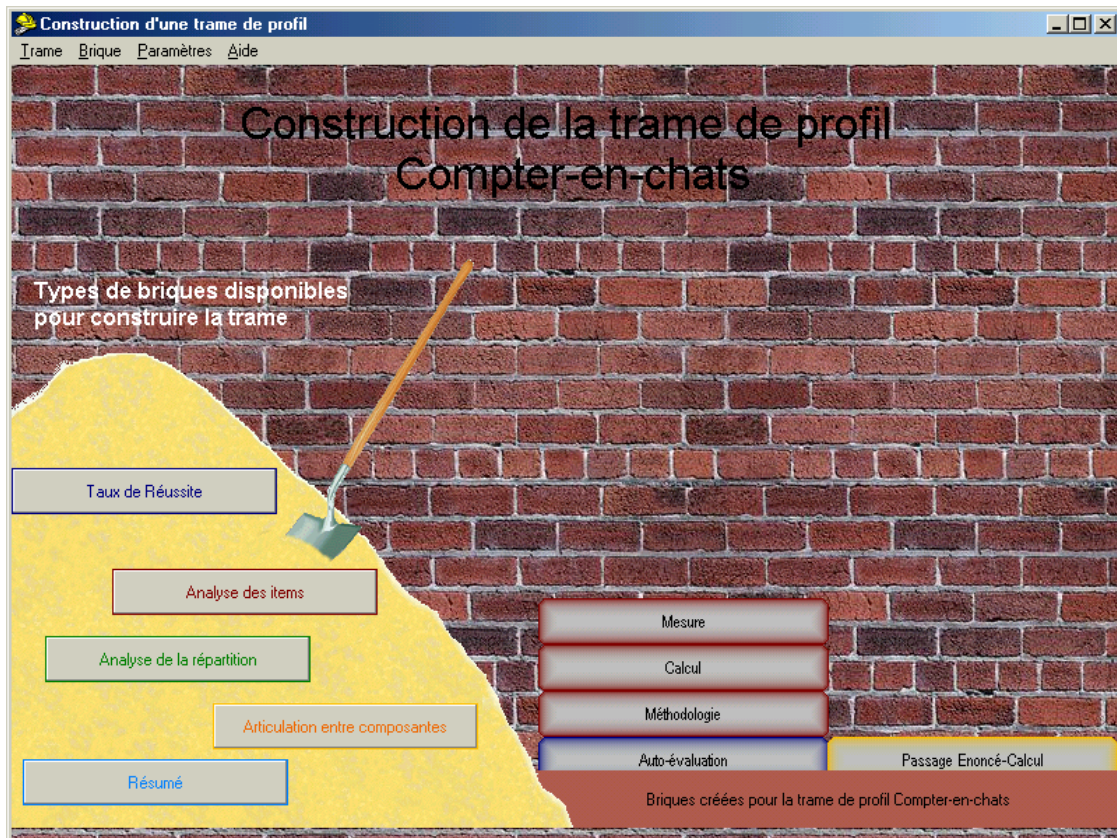 Construction d'une trame de profil
Trame Brique Paramètres Aide
Construction de la trame de profil
Compter-en-chats
Types de briques disponibles
pour construire la trame
Taux de Réussite
Analyse des items
Analyse de la répartition
Articulation entre composantes
Résumé
Mesure
Calcul
Méthodologie
Auto-évaluation
Passage Enoncé-Calcul
Briques créées pour la trame de profil Compter-en-chats